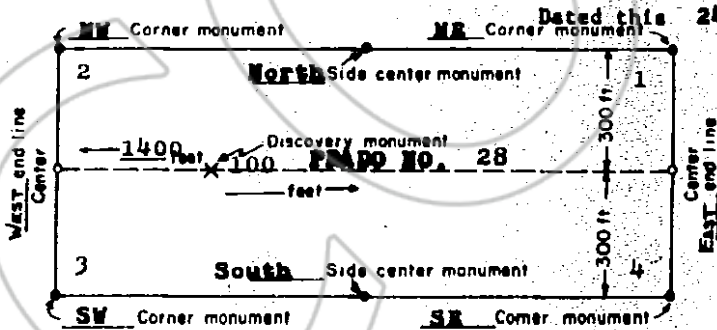 Dated this 2
NW Corner monument
NE Corner monument
2
North Side center monument
1
WEST end line
Center
1400 feet
Discovery monument
100 feet
PRADO NO. 28
300 ft
300 ft
Center
EAST end line
3
South Side center monument
4
SW Corner monument
SE Corner monument